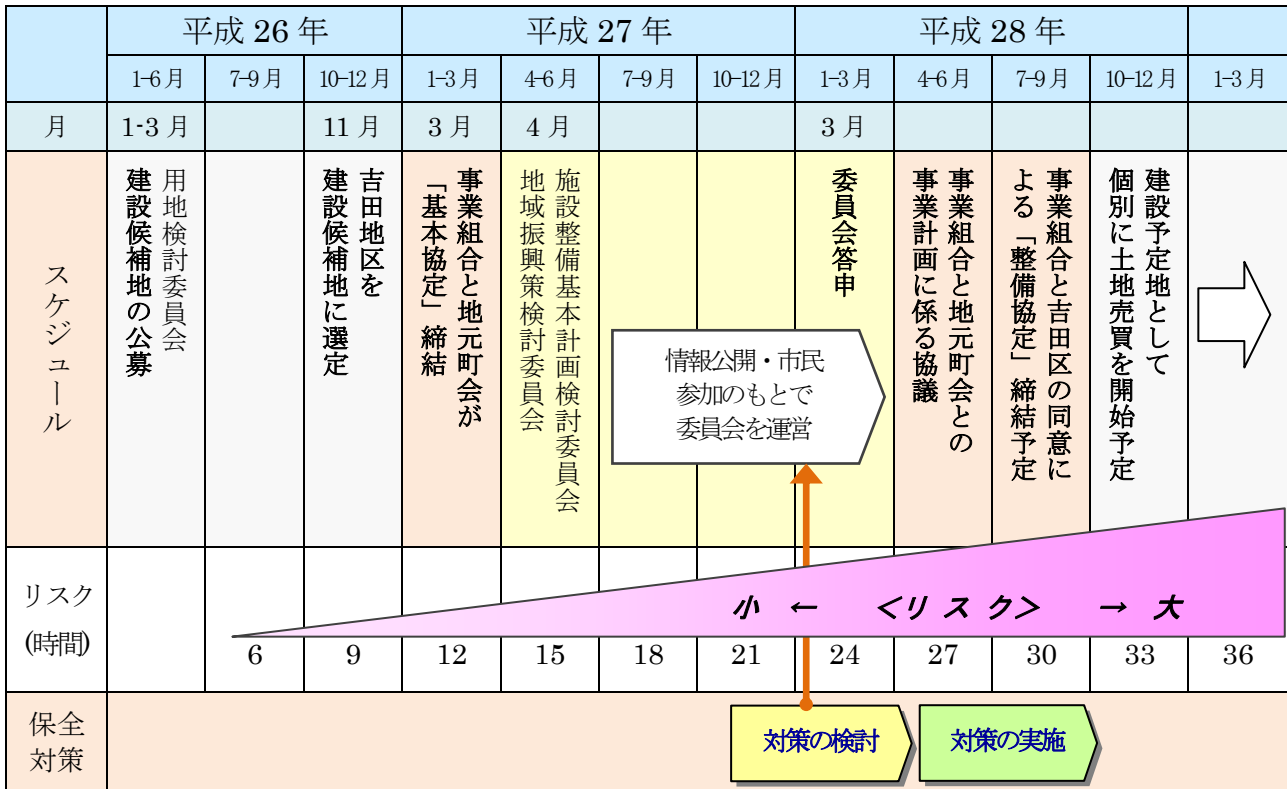 平成 26 年
平成 27 年
平成 28 年
1-6月
7-9月
10-12月
1-3月
4-6月
7-9月
10-12月
1-3月
4-6月
7-9月
10-12月
1-3月
月
1-3 月
11 月
3 月
4 月
3 月
スケジュール
用地検討委員会
建設候補地の公募
吉田地区を
建設候補地に選定
事業組合と地元町会が
「基本協定」締結
施設整備基本計画検討委員会
地域振興策検討委員会
情報公開・市民
参加のもとで
委員会を運営
委員会答申
事業組合と地元町会との
事業計画に係る協議
事業組合と吉田区の同意に
よる「整備協定」締結予定
建設予定地として
個別に土地売買を開始予定
リスク
(時間)
小 ← <リスク> → 大
6
9
12
15
18
21
24
27
30
33
36
保全
対策
対策の検討
対策の実施